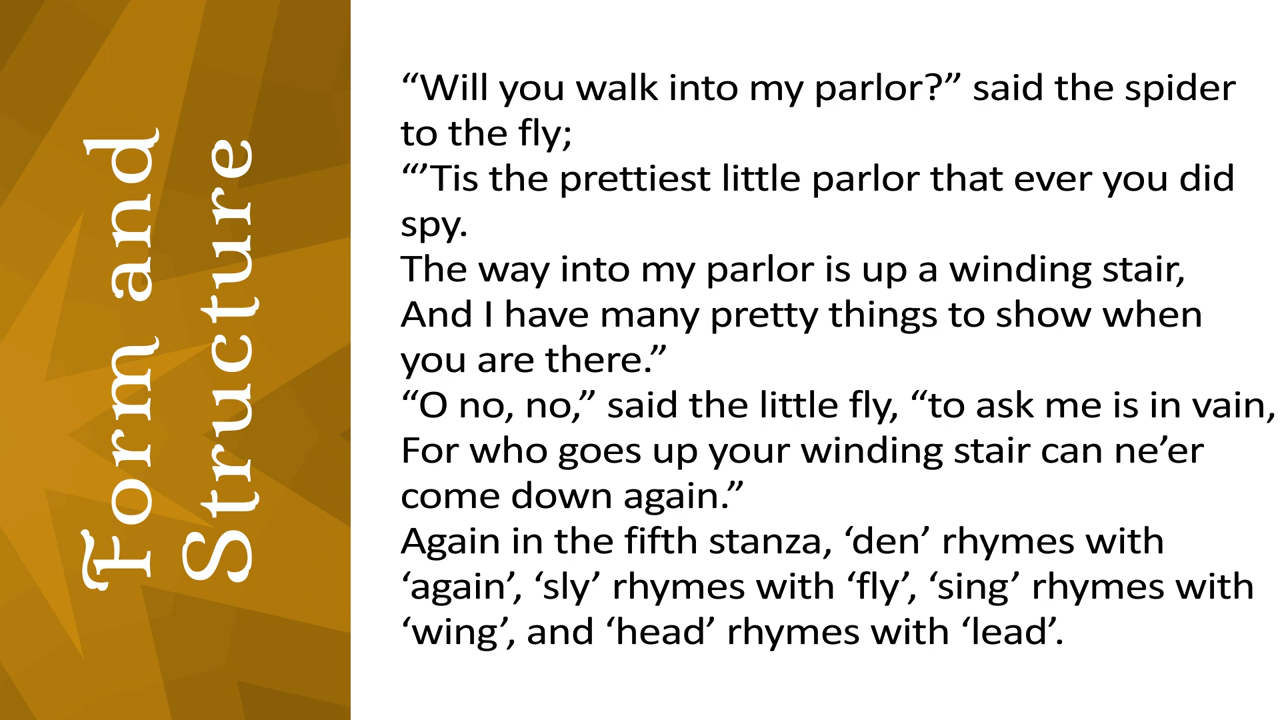 Form and
Structure
“Will you walk into my parlor?” said the spider
to the fly;
“’Tis the prettiest little parlor that ever you did
spy.
The way into my parlor is up a winding stair,
And I have many pretty things to show when
you are there.”
“O no, no,” said the little fly, “to ask me is in vain,
For who goes up your winding stair can ne’er
come down again.”
Again in the fifth stanza, ‘den’ rhymes with
‘again’, ‘sly’ rhymes with ‘fly’, ‘sing’ rhymes with
‘wing’, and ‘head’ rhymes with ‘lead’.